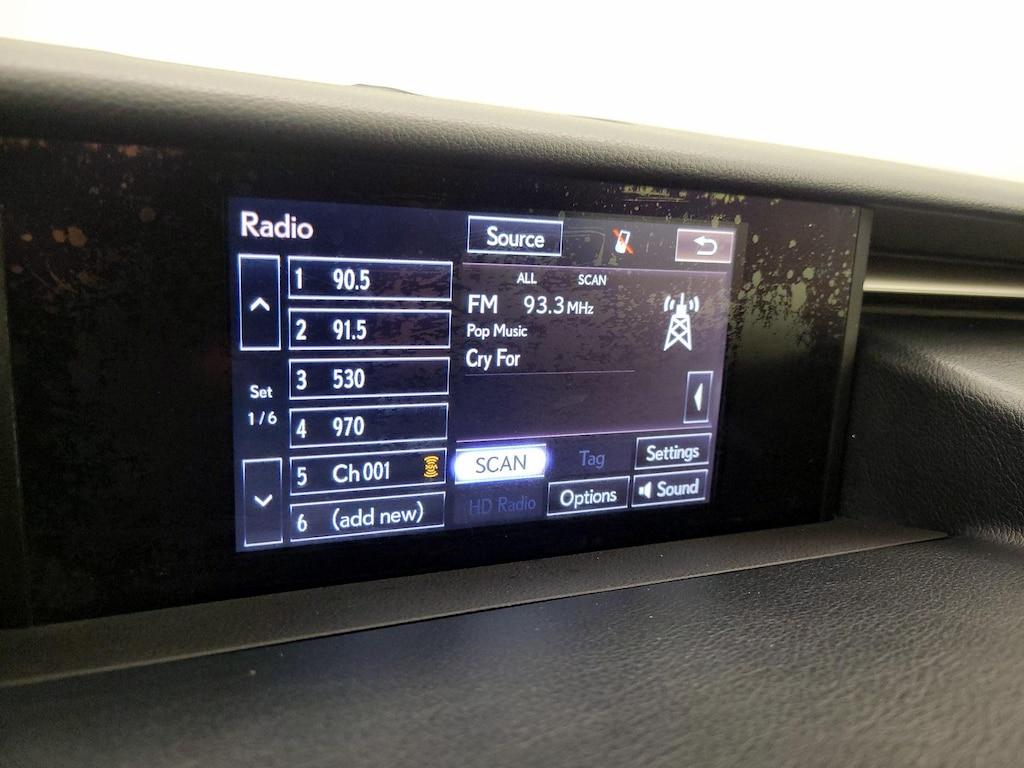 Radio
Source
1 90.5
2 91.5
3 530
4 970
5 Ch 001
6 (add new)
Set
1/6
ALL SCAN
FM 93.3 MHz
Pop Music
Cry For
SCAN
Tag
Settings
HD Radio
Options
Sound